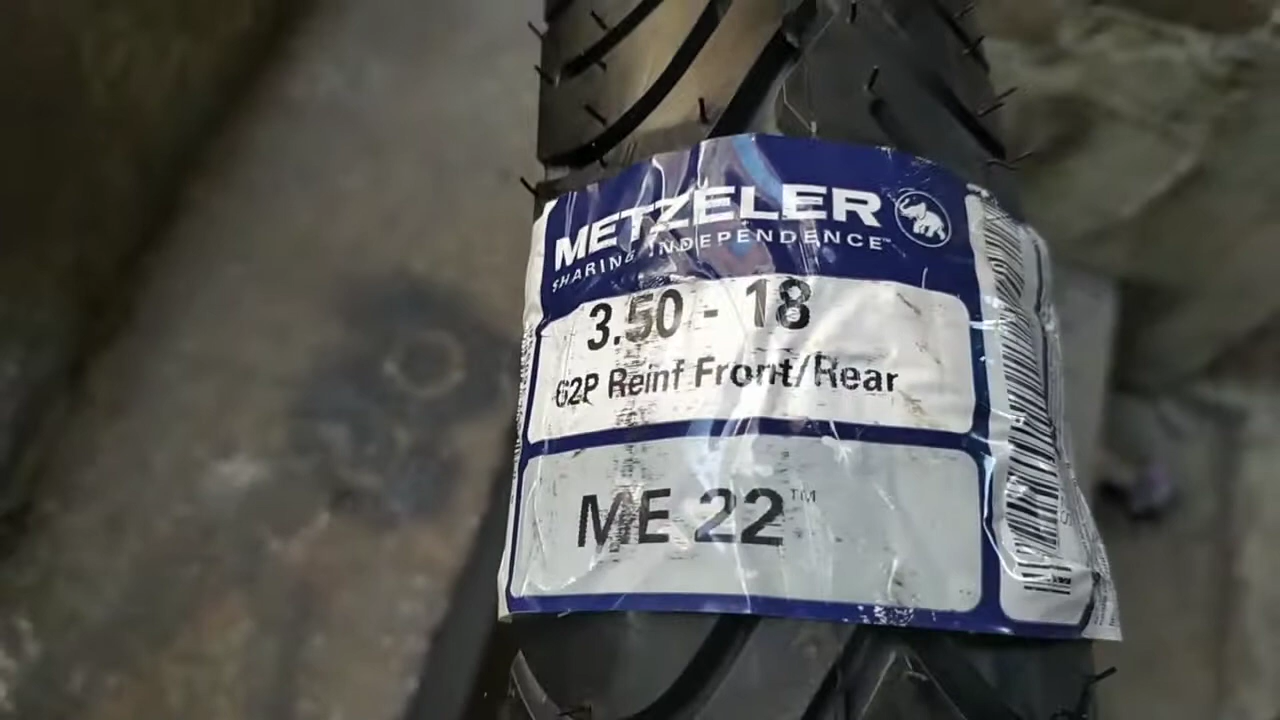 METZELER
SHARING INDEPENDENCE™
3.50 - 18
62P Reinf Front/Rear
ME 22™